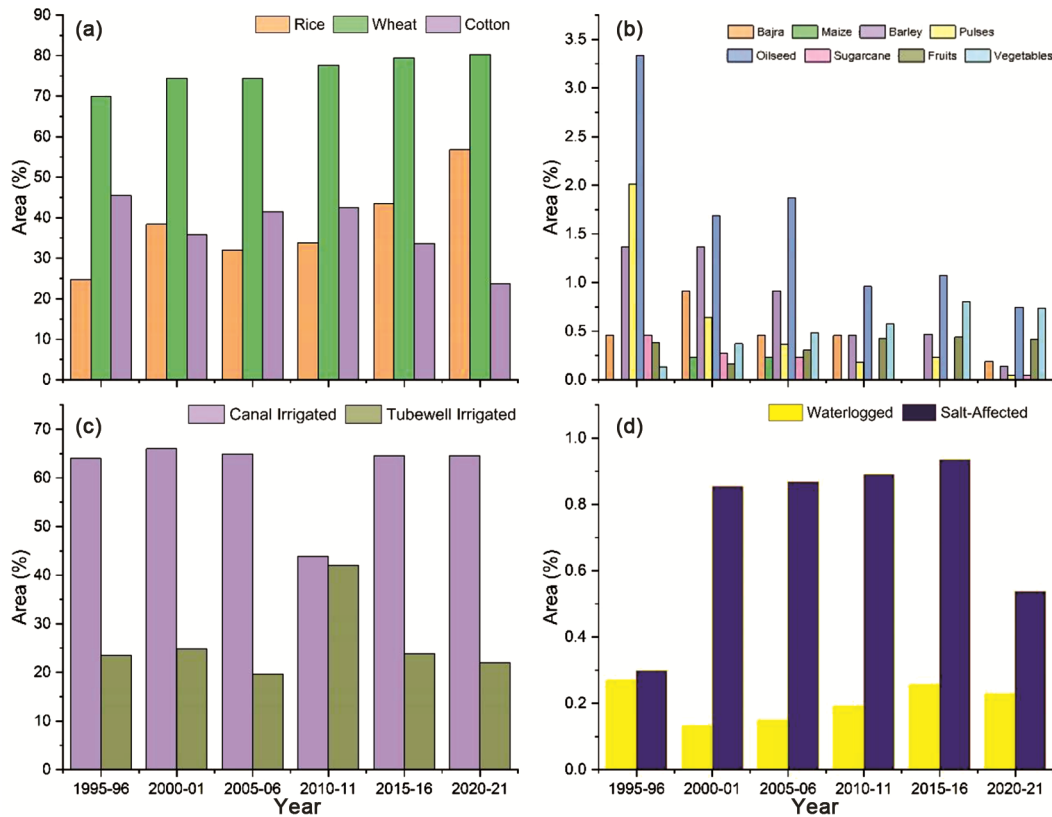 (a)
Rice Wheat Cotton
Area (%)
90
80
70
60
50
40
30
20
10
0
(b)
Bajra Maize Barley Pulses
Oilseed Sugarcane Fruits Vegetables
Area (%)
3.5
3.0
2.5
2.0
1.5
1.0
0.5
0.0
(c)
Canal Irrigated Tubewell Irrigated
Area (%)
70
60
50
40
30
20
10
0
1995-96 2000-01 2005-06 2010-11 2015-16 2020-21
Year
(d)
Waterlogged Salt-Affected
Area (%)
1.0
0.8
0.6
0.4
0.2
0.0
1995-96 2000-01 2005-06 2010-11 2015-16 2020-21
Year